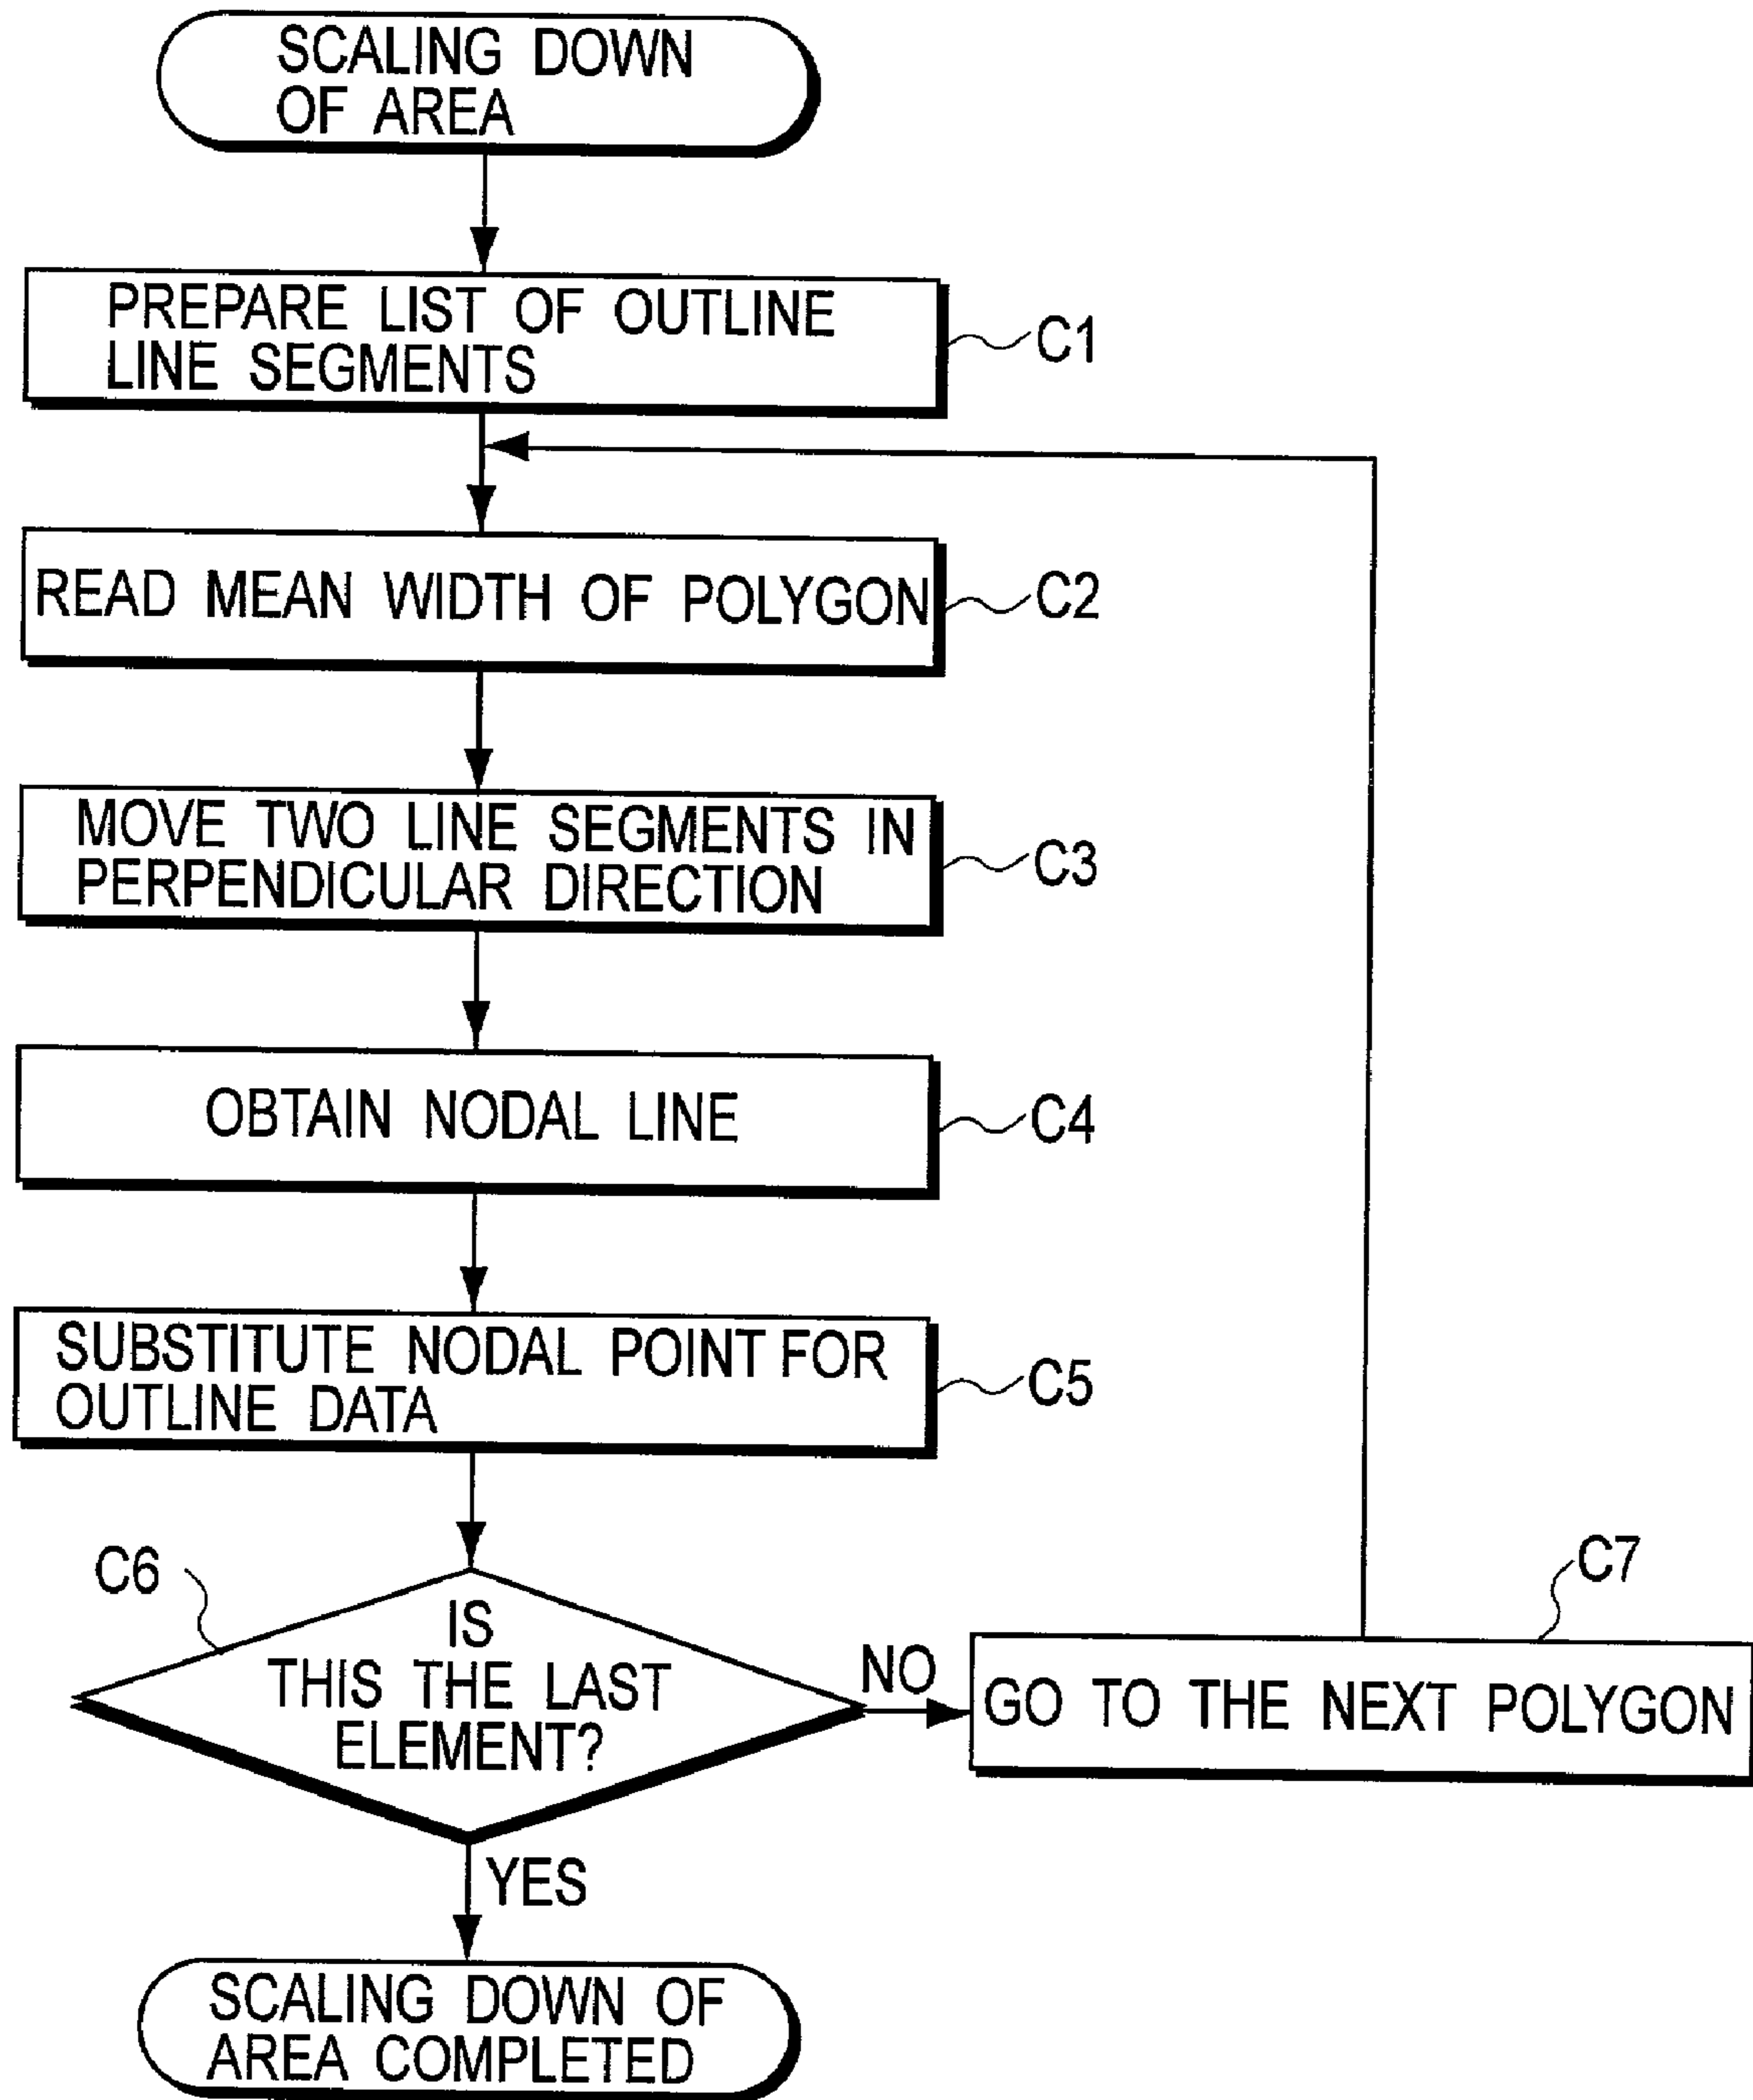 SCALING DOWN
OF AREA
PREPARE LIST OF OUTLINE
LINE SEGMENTS
C1
READ MEAN WIDTH OF POLYGON
C2
MOVE TWO LINE SEGMENTS IN
PERPENDICULAR DIRECTION
C3
OBTAIN NODAL LINE
C4
SUBSTITUTE NODAL POINT FOR
OUTLINE DATA
C5
C6
IS
THIS THE LAST
ELEMENT?
NO
C7
GO TO THE NEXT POLYGON
YES
SCALING DOWN OF
AREA COMPLETED